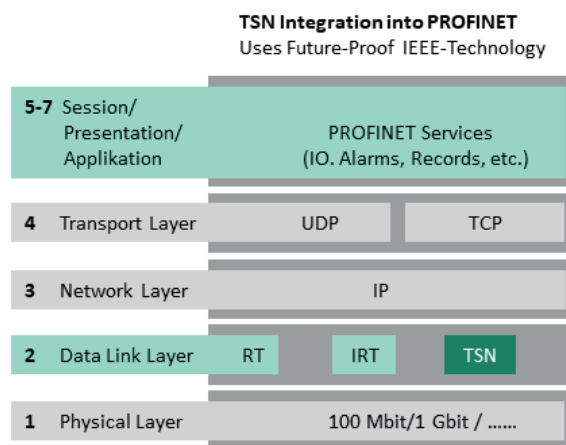 TSN Integration into PROFINET
Uses Future-Proof IEEE-Technology
5-7 Session/
Presentation/
Applikation
PROFINET Services
(IO. Alarms, Records, etc.)
4 Transport Layer UDP TCP
3 Network Layer IP
2 Data Link Layer RT IRT TSN
1 Physical Layer 100 Mbit/1 Gbit / ......